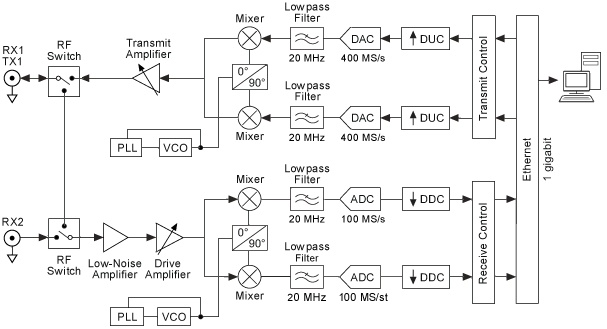 RX1
TX1
RF
Switch
Transmit
Amplifier
Mixer
Lowpass
Filter
20 MHz
DAC
400 MS/s
DUC
0°
90°
Mixer
Lowpass
Filter
20 MHz
DAC
400 MS/s
DUC
PLL
VCO
Transmit Control
Ethernet
1 gigabit
RX2
RF
Switch
Low-Noise
Amplifier
Drive
Amplifier
Mixer
Lowpass
Filter
20 MHz
ADC
100 MS/s
DDC
0°
90°
Mixer
Lowpass
Filter
20 MHz
ADC
100 MS/st
DDC
PLL
VCO
Receive Control